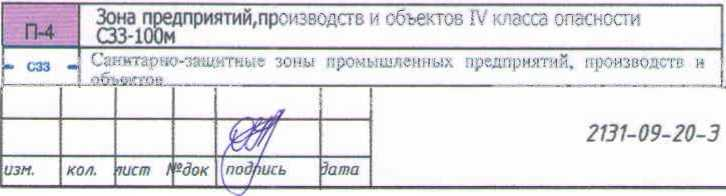 П-4
Зона предприятий,производств и объектов IV класса опасности
СЗЗ-100м
СЗЗ
Санитарно-защитные зоны промышленных предприятий, производств и
объектов
2131-09-20-З
изм. кол. лист №док подпись дата